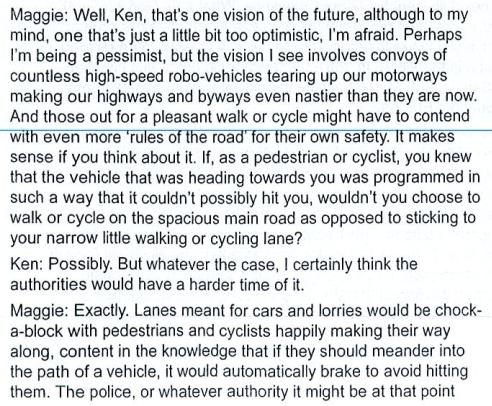 Maggie: Well, Ken, that's one vision of the future, although to my
mind, one that's just a little bit too optimistic, I'm afraid. Perhaps
I'm being a pessimist, but the vision I see involves convoys of
countless high-speed robo-vehicles tearing up our motorways
making our highways and byways even nastier than they are now.
And those out for a pleasant walk or cycle might have to contend
with even more 'rules of the road' for their own safety. It makes
sense if you think about it. If, as a pedestrian or cyclist, you knew
that the vehicle that was heading towards you was programmed in
such a way that it couldn't possibly hit you, wouldn't you choose to
walk or cycle on the spacious main road as opposed to sticking to
your narrow little walking or cycling lane?
Ken: Possibly. But whatever the case, I certainly think the
authorities would have a harder time of it.
Maggie: Exactly. Lanes meant for cars and lorries would be chock-
a-block with pedestrians and cyclists happily making their way
along, content in the knowledge that if they should meander into
the path of a vehicle, it would automatically brake to avoid hitting
them. The police, or whatever authority it might be at that point